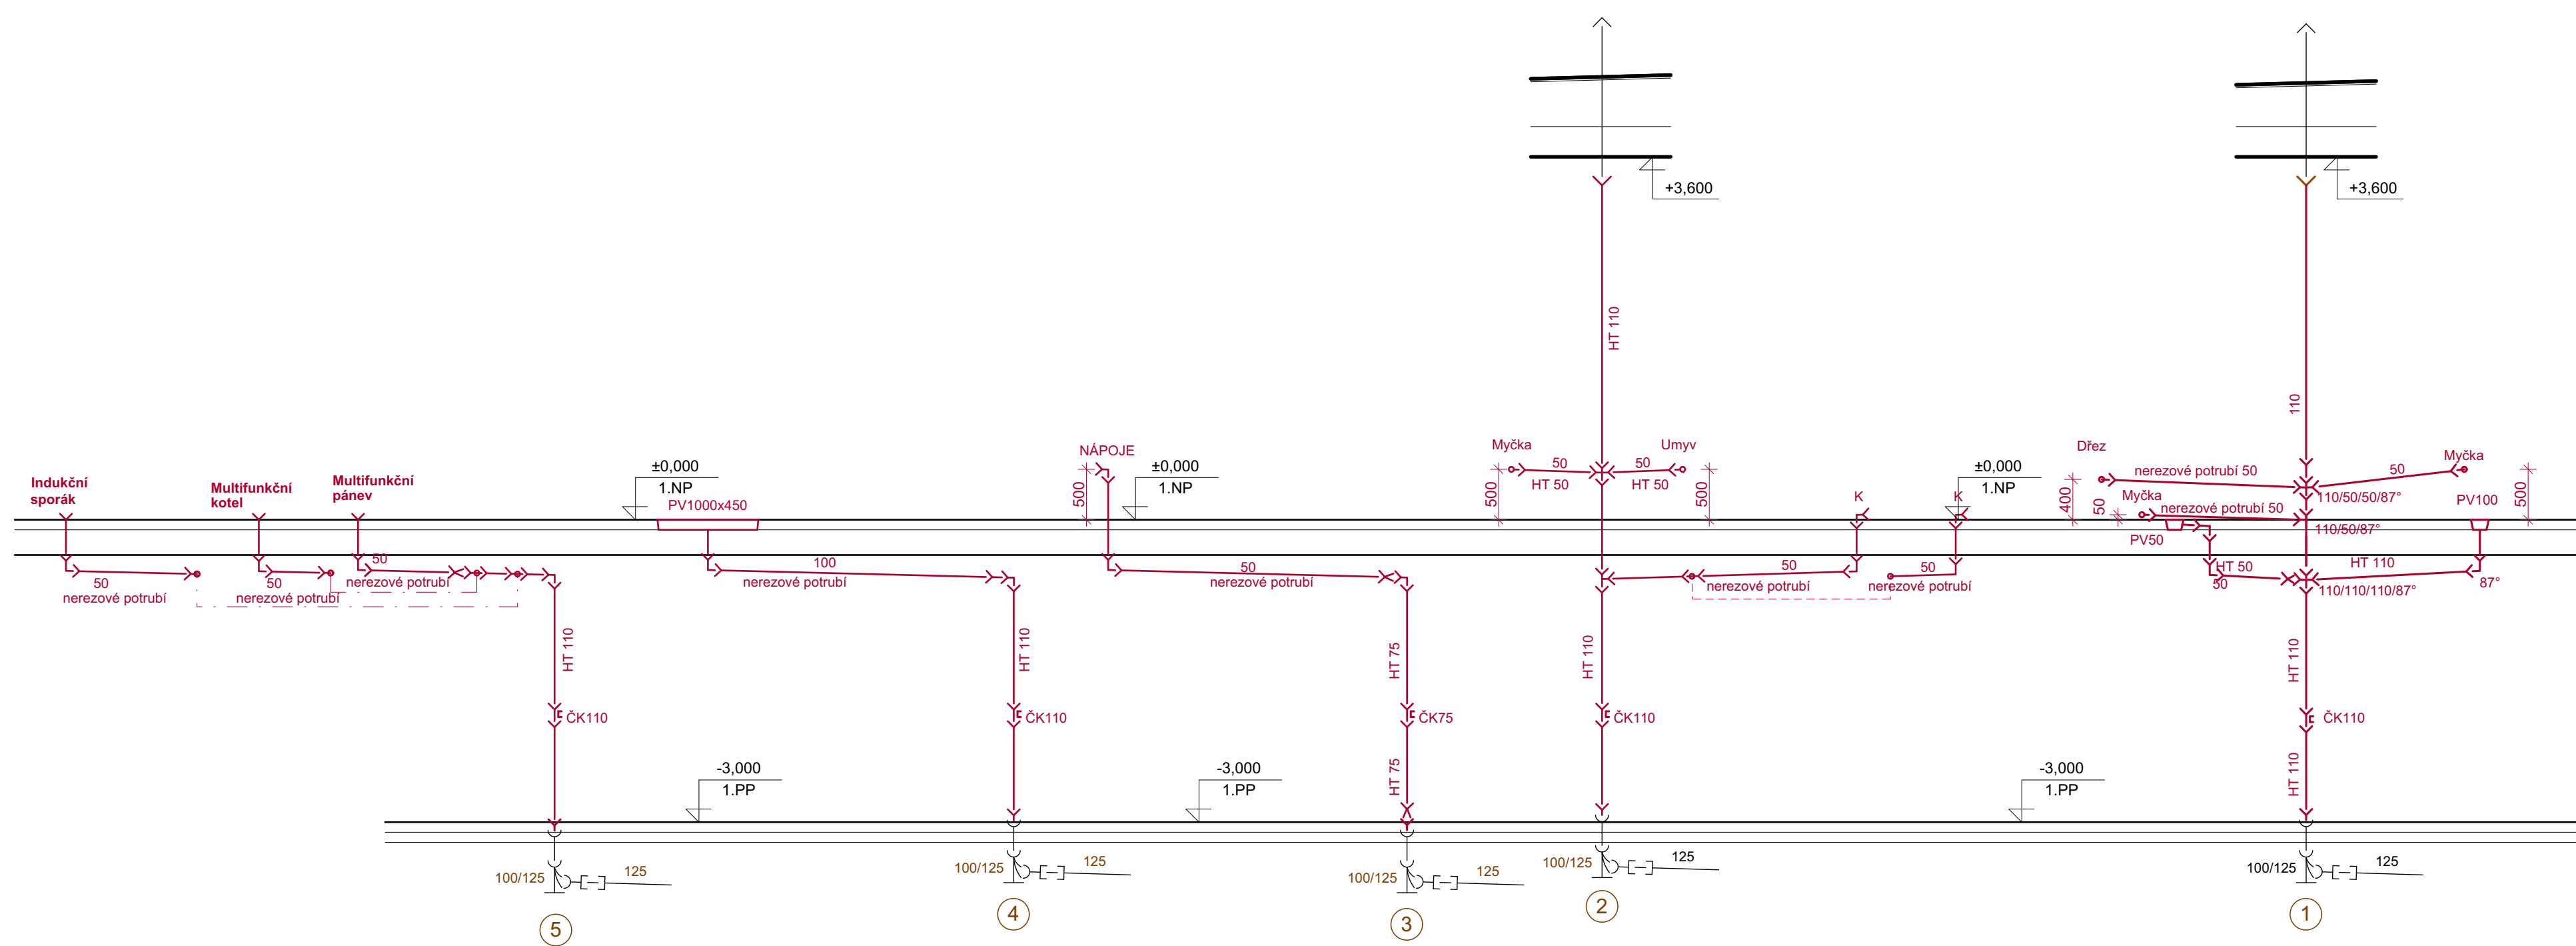 +3,600
+3,600
HT 110
110
Indukční
sporák
Multifunkční
kotel
Multifunkční
pánev
±0,000
1.NP
PV1000x450
NÁPOJE
500
±0,000
1.NP
Myčka
50
HT 50
500
Umyv
50
HT 50
500
K
K
±0,000
1.NP
Dřez
400
nerezové potrubí 50
Myčka
50
nerezové potrubí 50
50
Myčka
110/50/50/87°
PV100
500
110/50/87°
PV50
50
nerezové potrubí
50
nerezové potrubí
50
nerezové potrubí
100
nerezové potrubí
50
nerezové potrubí
50
nerezové potrubí
50
nerezové potrubí
HT 50
50
HT 110
110/110/110/87°
87°
HT 110
HT 110
HT 75
HT 110
HT 110
ČK110
ČK110
ČK75
ČK110
ČK110
-3,000
1.PP
-3,000
1.PP
HT 75
-3,000
1.PP
HT 110
100/125
125
100/125
125
100/125
125
100/125
125
100/125
125
5
4
3
2
1